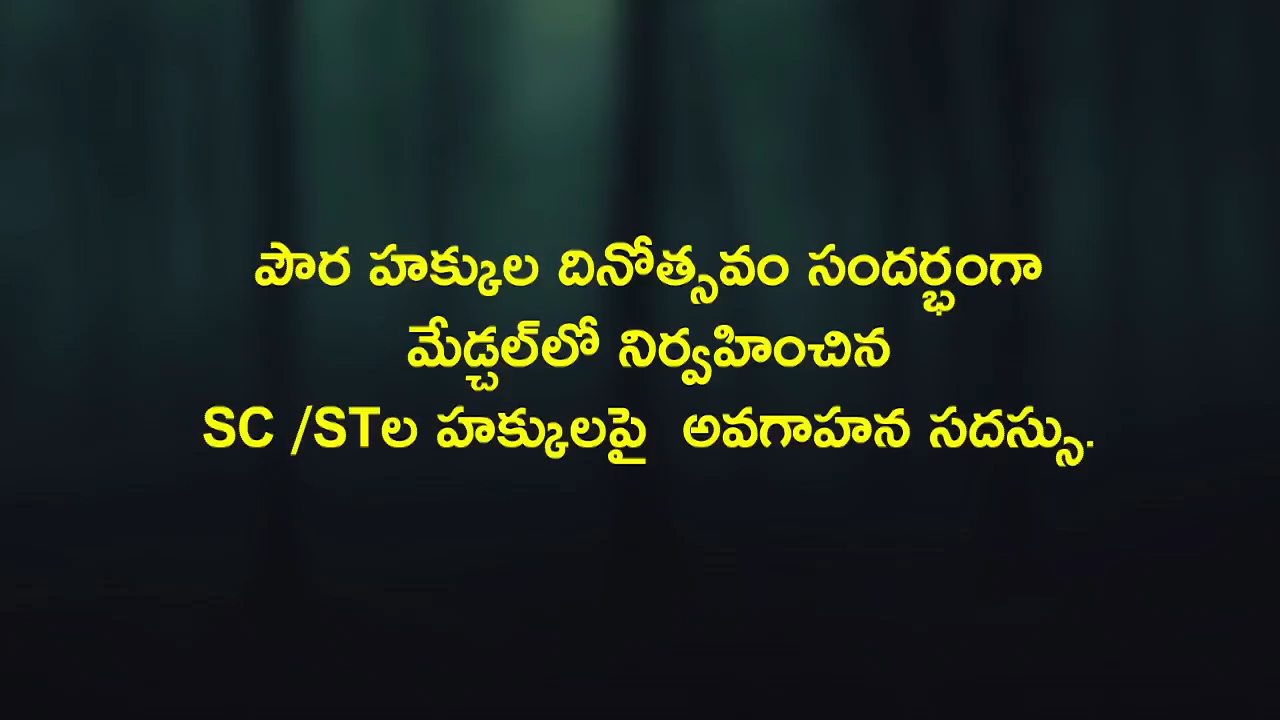 పౌర హక్కుల దినోత్సవం సందర్భంగా
మేడ్చల్‌లో నిర్వహించిన
SC /STల హక్కులపై అవగాహన సదస్సు.